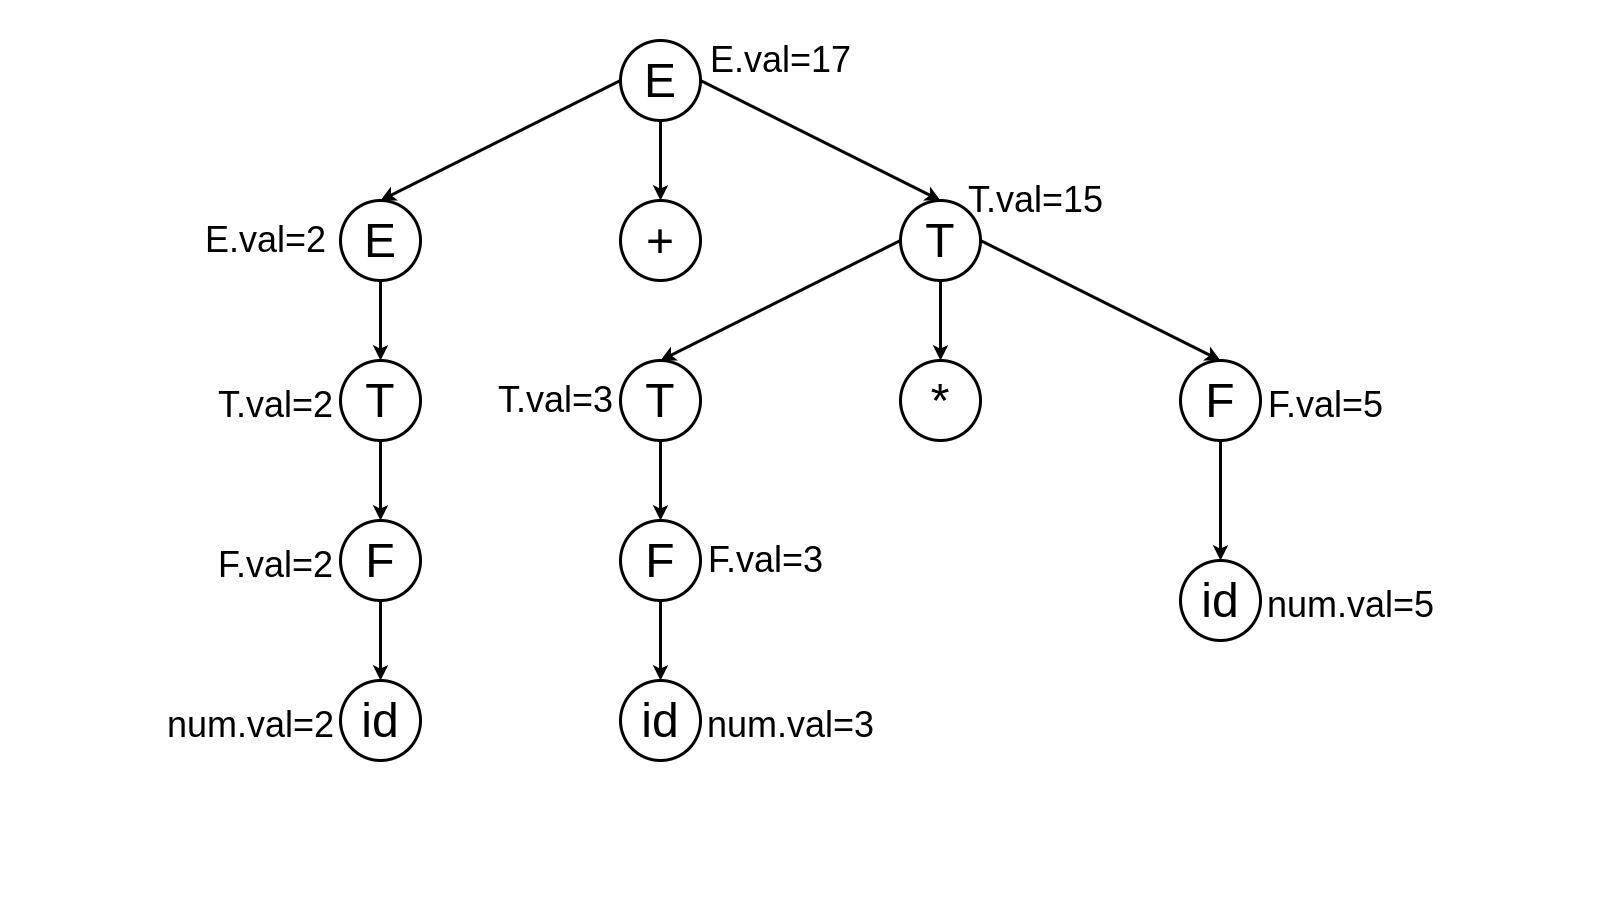 E
E.val=17
E.val=2
E
+
T
T.val=15
T.val=2
T
T.val=3
T
*
F
F.val=5
F.val=2
F
F
F.val=3
id
num.val=5
num.val=2
id
id
num.val=3